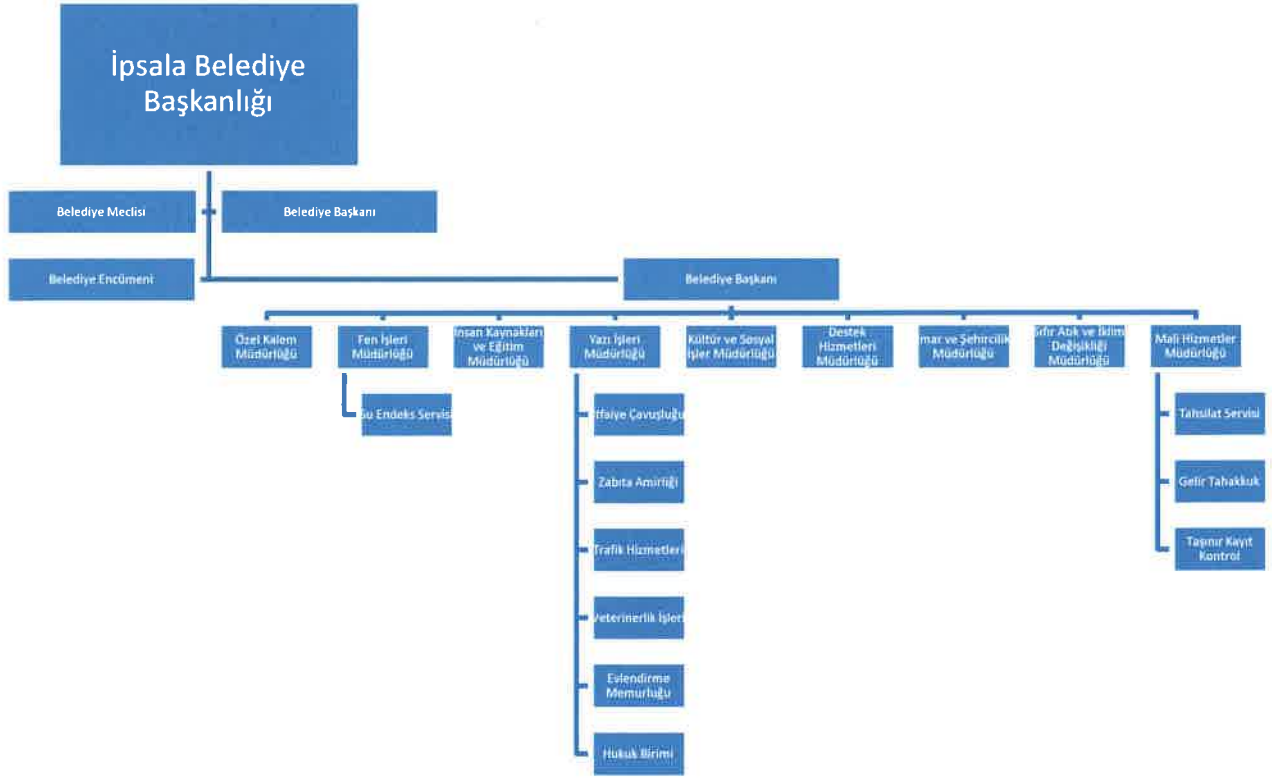 İpsala Belediye
Başkanlığı
Belediye Meclisi
Belediye Başkanı
Belediye Encümeni
Belediye Başkanı
Özel Kalem
Müdürlüğü
Fen İşleri
Müdürlüğü
İnsan Kaynakları
ve Eğitim
Müdürlüğü
Yazı İşleri
Müdürlüğü
Kültür ve Sosyal
İşler Müdürlüğü
Destek
Hizmetleri
Müdürlüğü
mar ve Şehircilik
Müdürlüğü
Sıfır Atık ve İklim
Değişikliği
Müdürlüğü
Mali Hizmetler
Müdürlüğü
Su Endeks Servisi
İtfaiye Çavuşluğu
Tahsilat Servisi
Zabıta Amirliği
Gelir Tahakkuk
Trafik Hizmetleri
Taşınır Kayıt
Kontrol
Veterinerlik İşleri
Evlendirme
Memurluğu
Hukuk Birimi